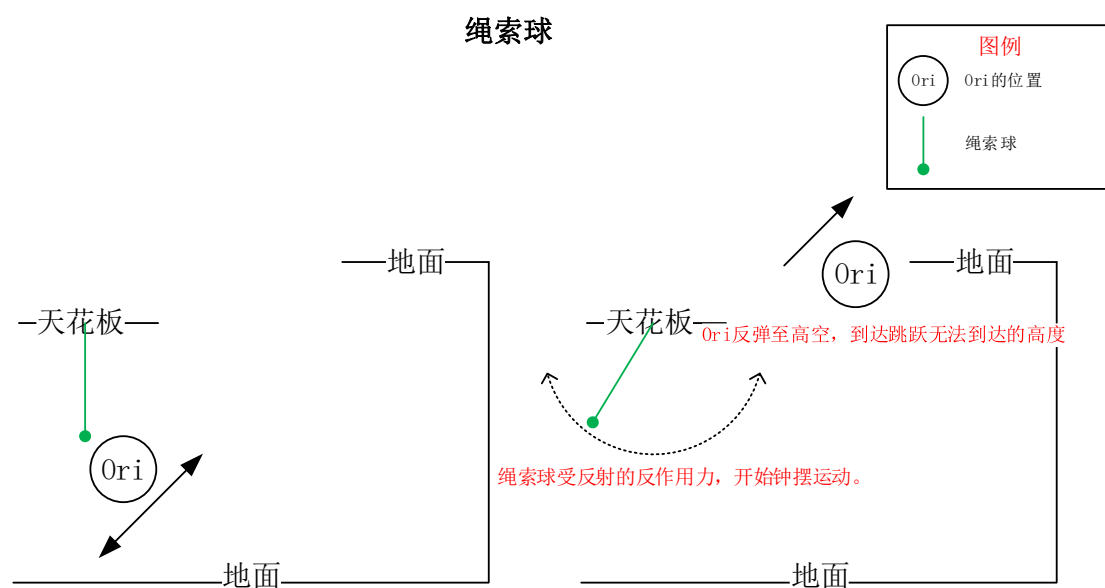 绳索球
图例
Ori
Ori的位置
绳索球
地面
天花板
Ori
地面
Ori
地面
天花板
Ori反弹至高空，到达跳跃无法到达的高度
绳索球受反射的反作用力，开始钟摆运动。
地面